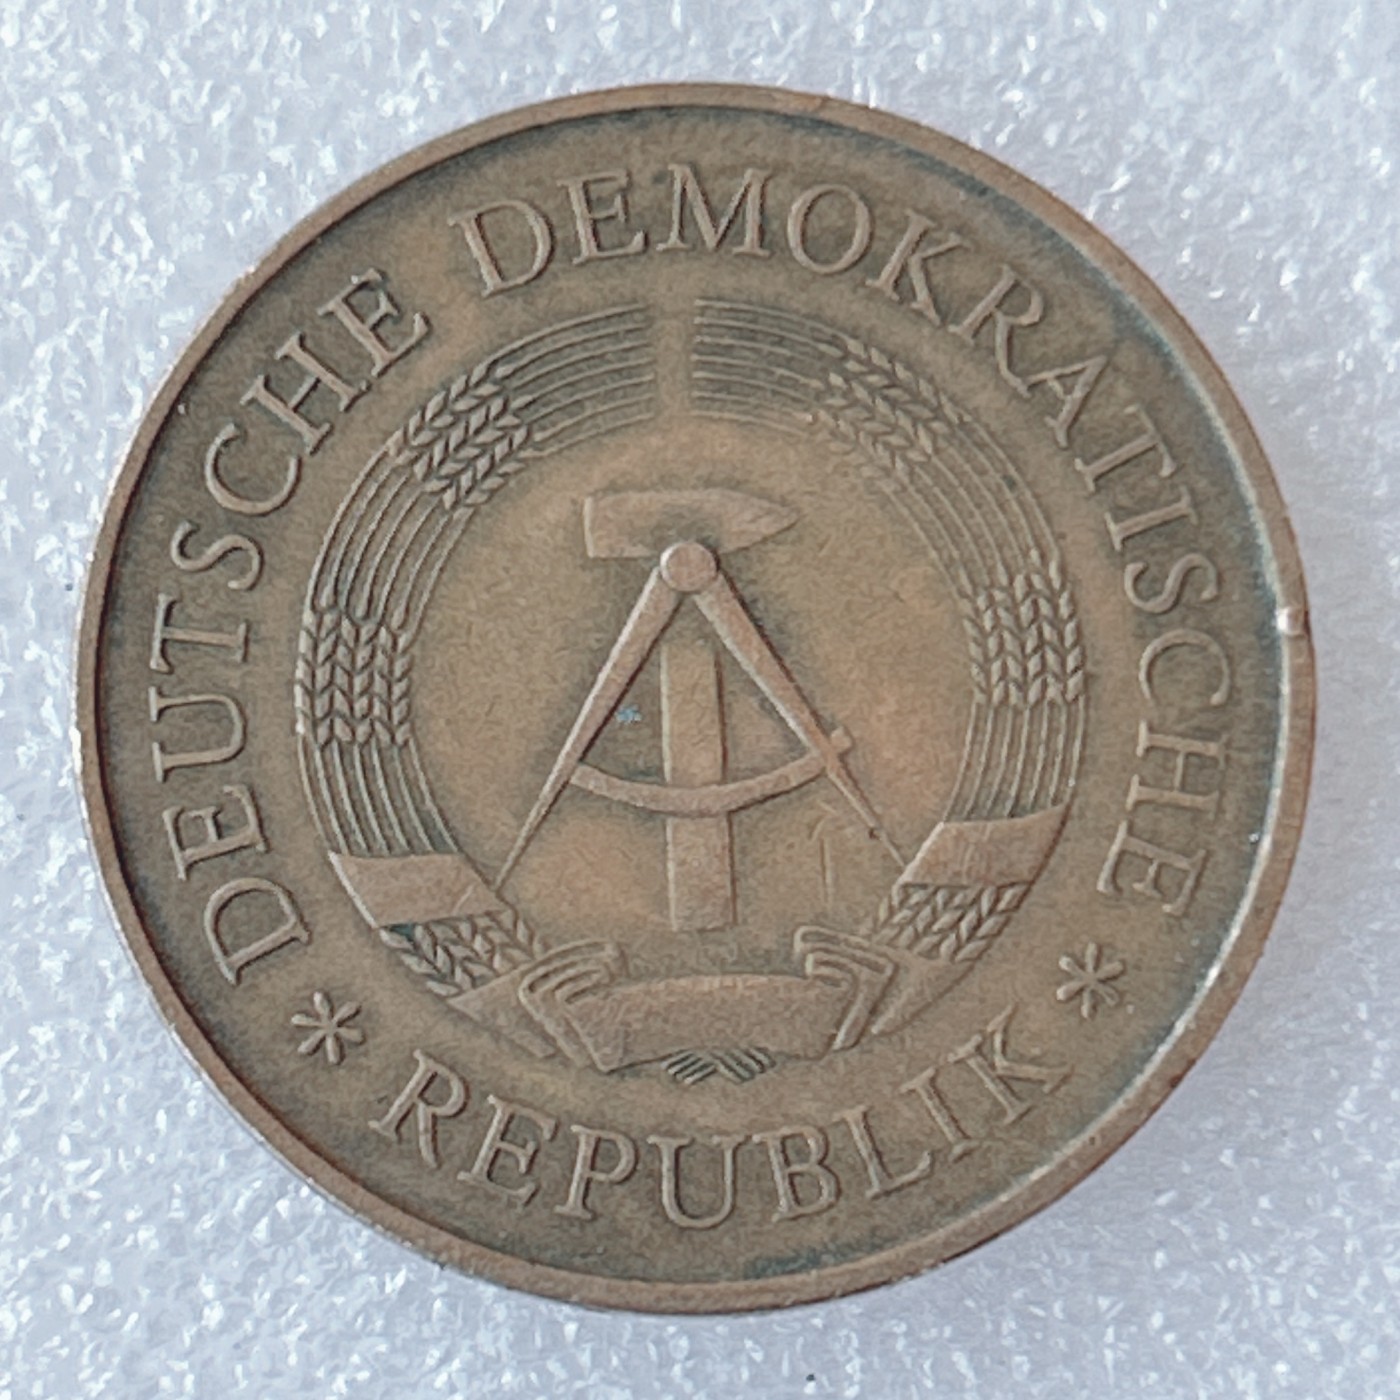 DEUTSCHE DEMOKRATISCHE
* REPUBLIK *